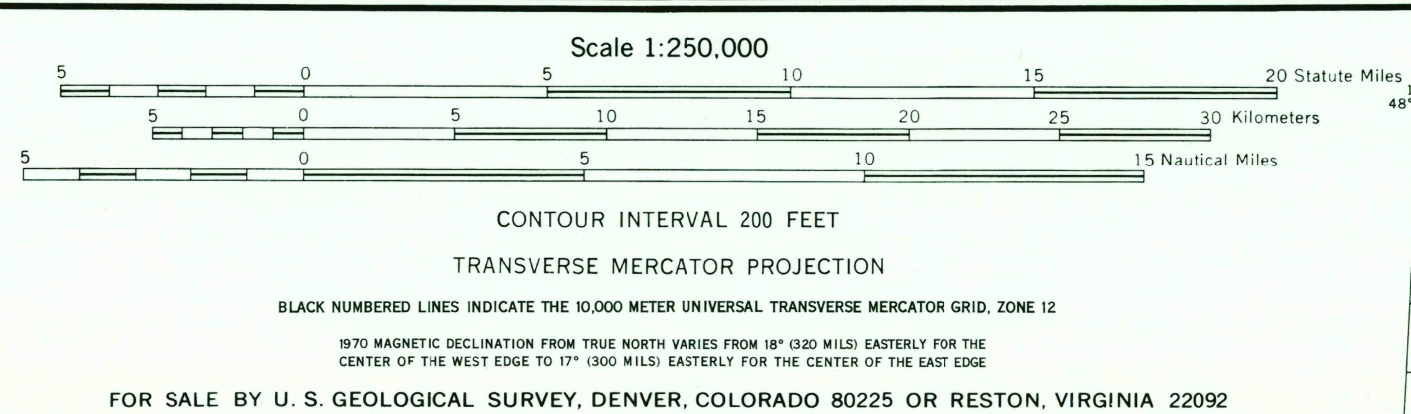 Scale 1:250,000
5 0 5 10 15 20 Statute Miles
48°
5 0 5 10 15 20 25 30 Kilometers
5 0 5 10 15 Nautical Miles
CONTOUR INTERVAL 200 FEET
TRANSVERSE MERCATOR PROJECTION
BLACK NUMBERED LINES INDICATE THE 10,000 METER UNIVERSAL TRANSVERSE MERCATOR GRID, ZONE 12
1970 MAGNETIC DECLINATION FROM TRUE NORTH VARIES FROM 18° (320 MILS) EASTERLY FOR THE
CENTER OF THE WEST EDGE TO 17° (300 MILS) EASTERLY FOR THE CENTER OF THE EAST EDGE
FOR SALE BY U. S. GEOLOGICAL SURVEY, DENVER, COLORADO 80225 OR RESTON, VIRGINIA 22092